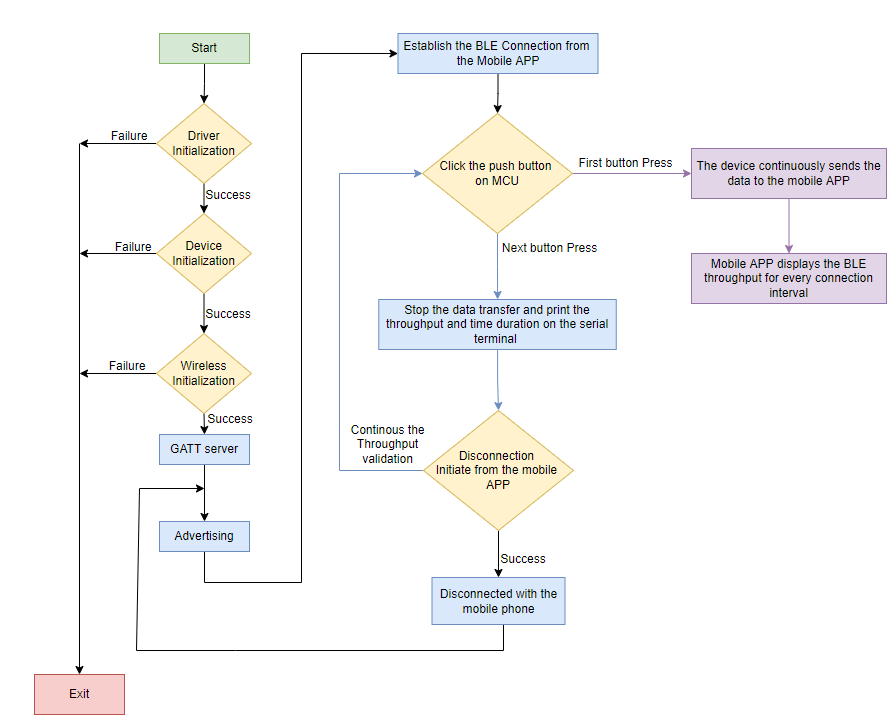 Start
Driver
Initialization
Failure
Success
Device
Initialization
Failure
Success
Wireless
Initialization
Failure
Success
GATT server
Advertising
Exit
Establish the BLE Connection from
the Mobile APP
Click the push button
on MCU
First button Press
The device continuously sends the
data to the mobile APP
Mobile APP displays the BLE
throughput for every connection
interval
Next button Press
Stop the data transfer and print the
throughput and time duration on the serial
terminal
Continous the
Throughput
validation
Disconnection
Initiate from the mobile
APP
Success
Disconnected with the
mobile phone